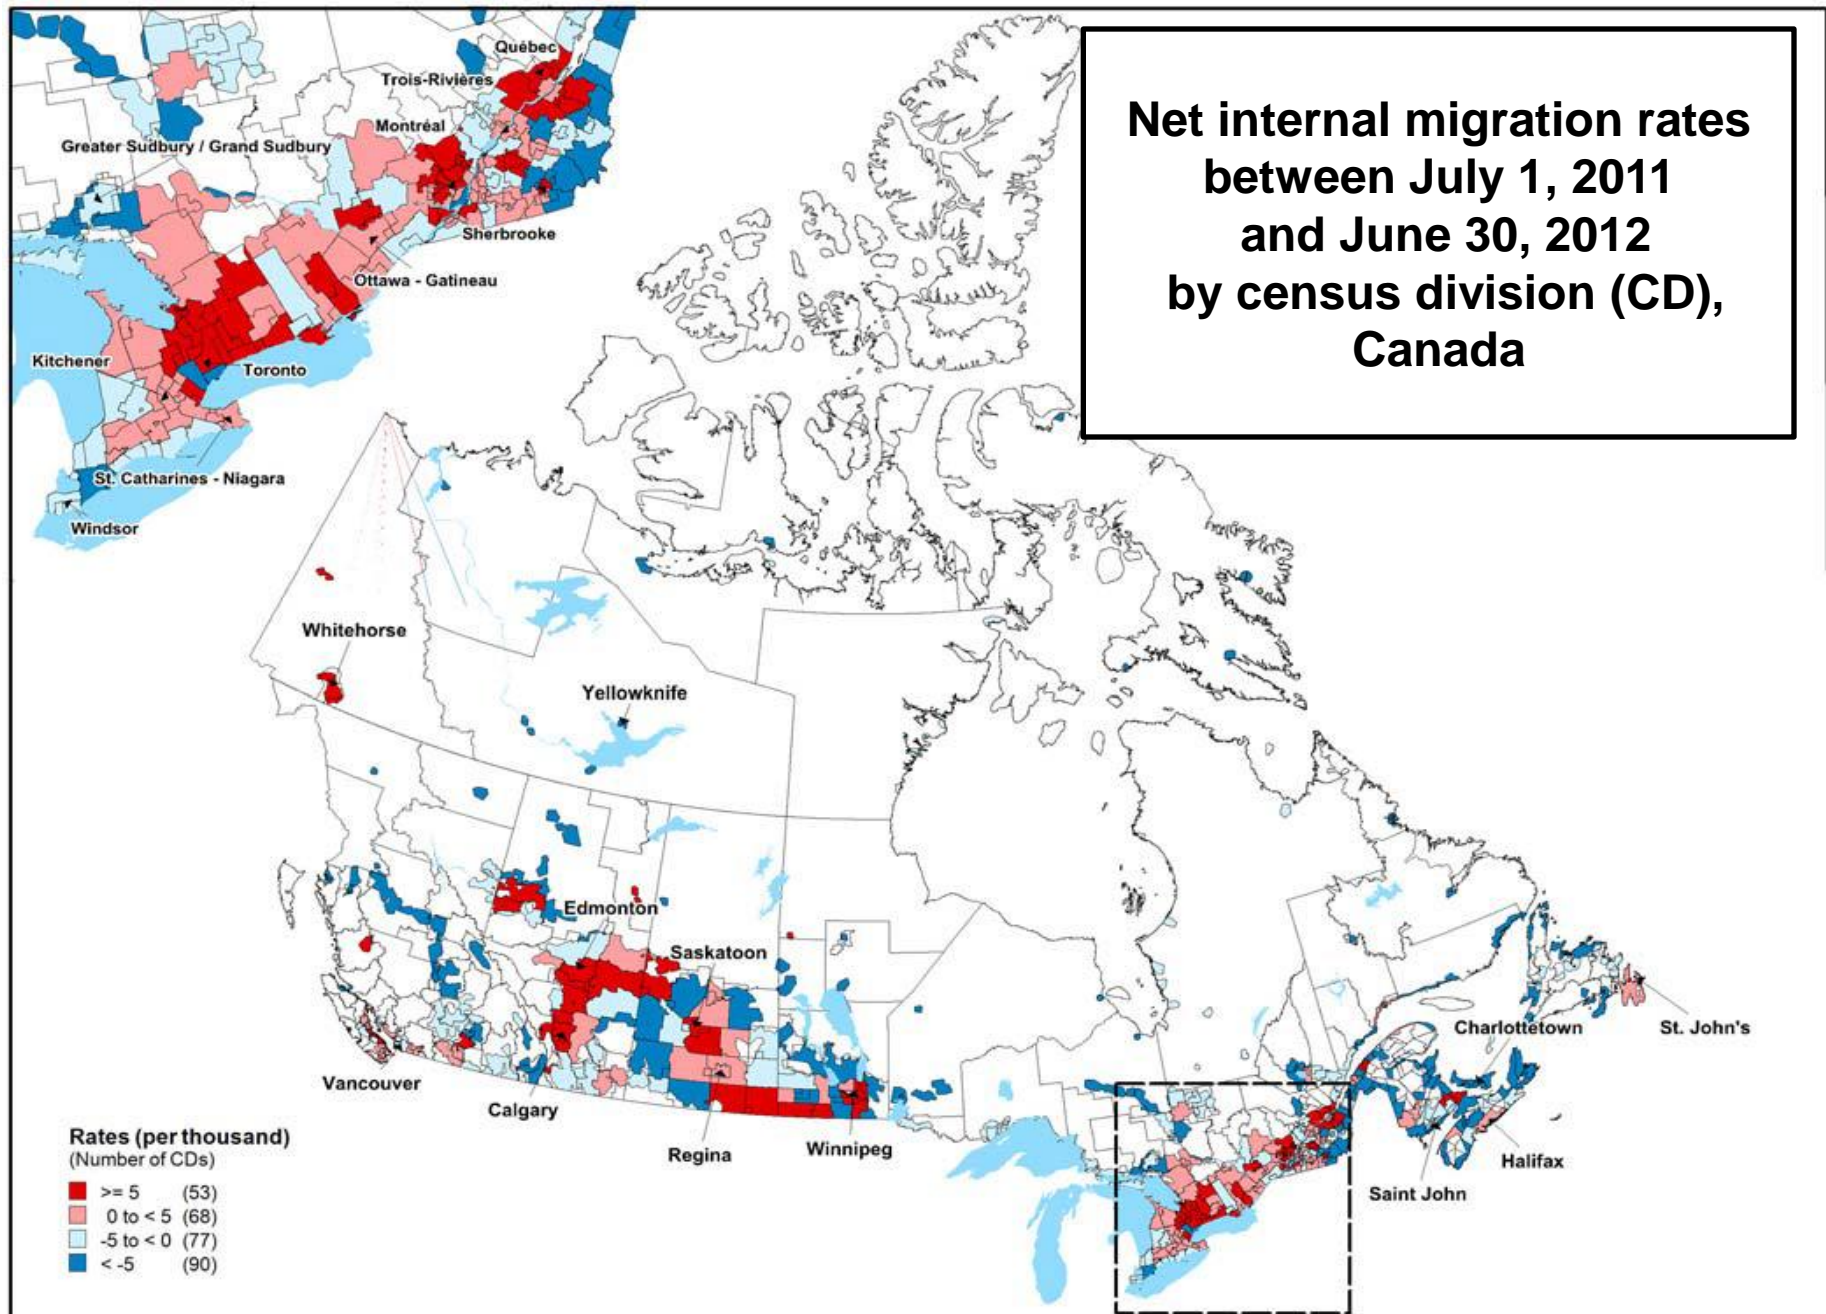 Net internal migration rates
between July 1, 2011
and June 30, 2012
by census division (CD),
Canada
Québec
Trois-Rivières
Montréal
Greater Sudbury / Grand Sudbury
Sherbrooke
Ottawa - Gatineau
Kitchener
Toronto
St. Catharines - Niagara
Windsor
Whitehorse
Yellowknife
Edmonton
Saskatoon
Charlottetown
St. John's
Vancouver
Calgary
Regina
Winnipeg
Halifax
Saint John
Rates (per thousand)
(Number of CDs)
>= 5 (53)
0 to < 5 (68)
-5 to < 0 (77)
< -5 (90)